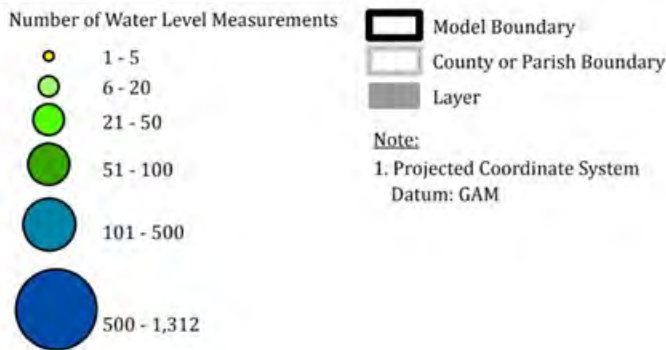 Number of Water Level Measurements
1 - 5
6 - 20
21 - 50
51 - 100
101 - 500
500 - 1,312
Model Boundary
County or Parish Boundary
Layer
Note:
1. Projected Coordinate System
Datum: GAM